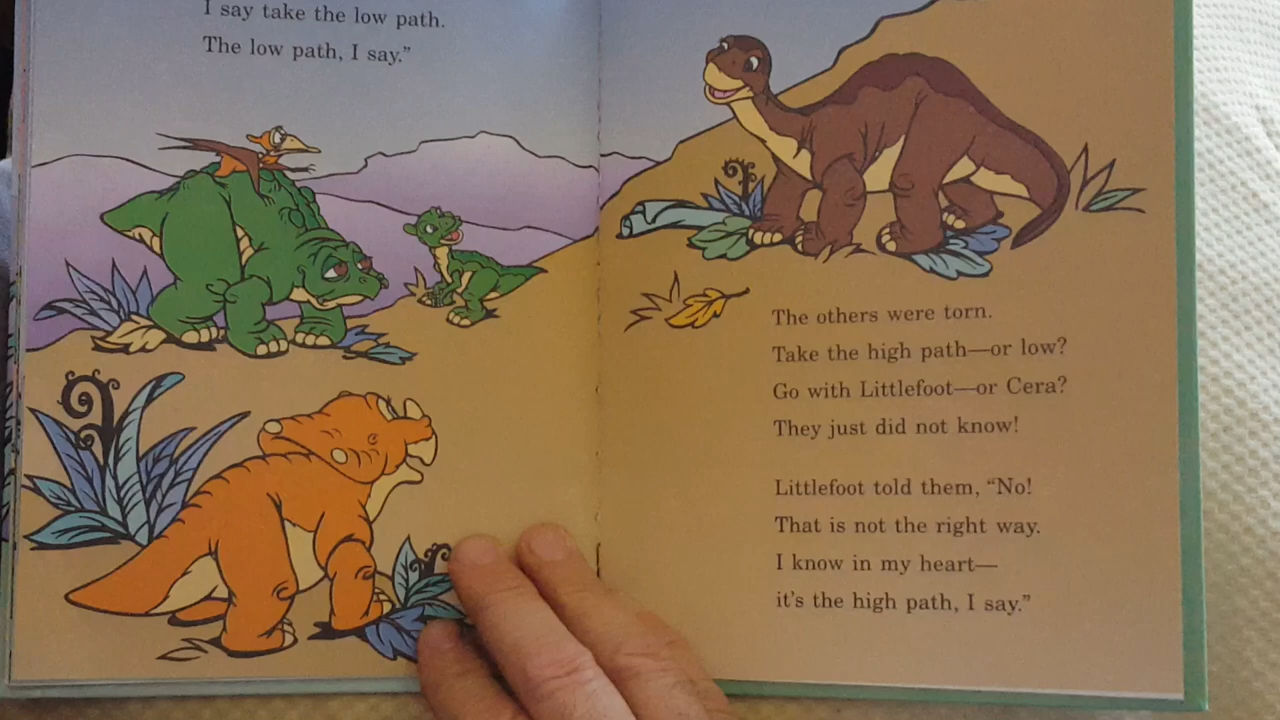 I say take the low path.
The low path, I say.”
The others were torn.
Take the high path—or low?
Go with Littlefoot—or Cera?
They just did not know!
Littlefoot told them, “No!
That is not the right way.
I know in my heart—
it’s the high path, I say.”